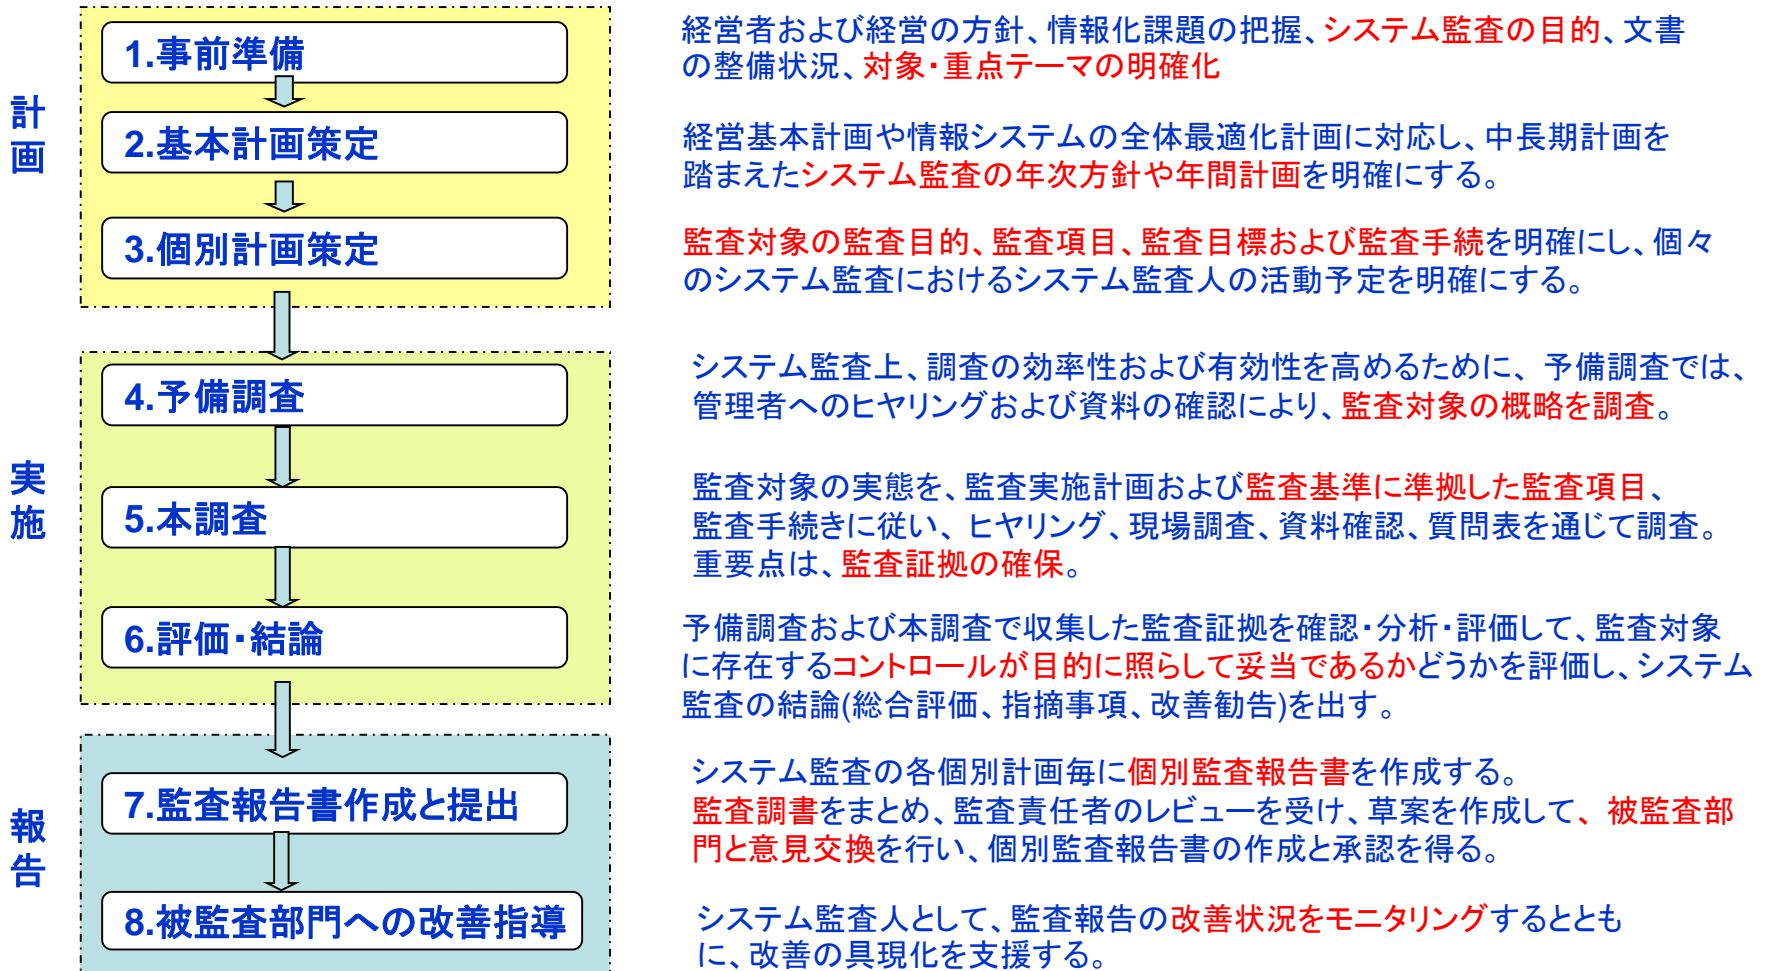 計画
1.事前準備
経営者および経営の方針、情報化課題の把握、システム監査の目的、文書
の整備状況、対象・重点テーマの明確化
2.基本計画策定
経営基本計画や情報システムの全体最適化計画に対応し、中長期計画を
踏まえたシステム監査の年次方針や年間計画を明確にする。
3.個別計画策定
監査対象の監査目的、監査項目、監査目標および監査手続を明確にし、個々
のシステム監査におけるシステム監査人の活動予定を明確にする。
実施
4.予備調査
システム監査上、調査の効率性および有効性を高めるために、予備調査では、
管理者へのヒヤリングおよび資料の確認により、監査対象の概略を調査。
5.本調査
監査対象の実態を、監査実施計画および監査基準に準拠した監査項目、
監査手続きに従い、ヒヤリング、現場調査、資料確認、質問表を通じて調査。
重要点は、監査証拠の確保。
6.評価・結論
予備調査および本調査で収集した監査証拠を確認・分析・評価して、監査対象
に存在するコントロールが目的に照らして妥当であるかどうかを評価し、システム
監査の結論(総合評価、指摘事項、改善勧告)を出す。
報告
7.監査報告書作成と提出
システム監査の各個別計画毎に個別監査報告書を作成する。
監査調書をまとめ、監査責任者のレビューを受け、草案を作成して、被監査部
門と意見交換を行い、個別監査報告書の作成と承認を得る。
8.被監査部門への改善指導
システム監査人として、監査報告の改善状況をモニタリングするととも
に、改善の具現化を支援する。